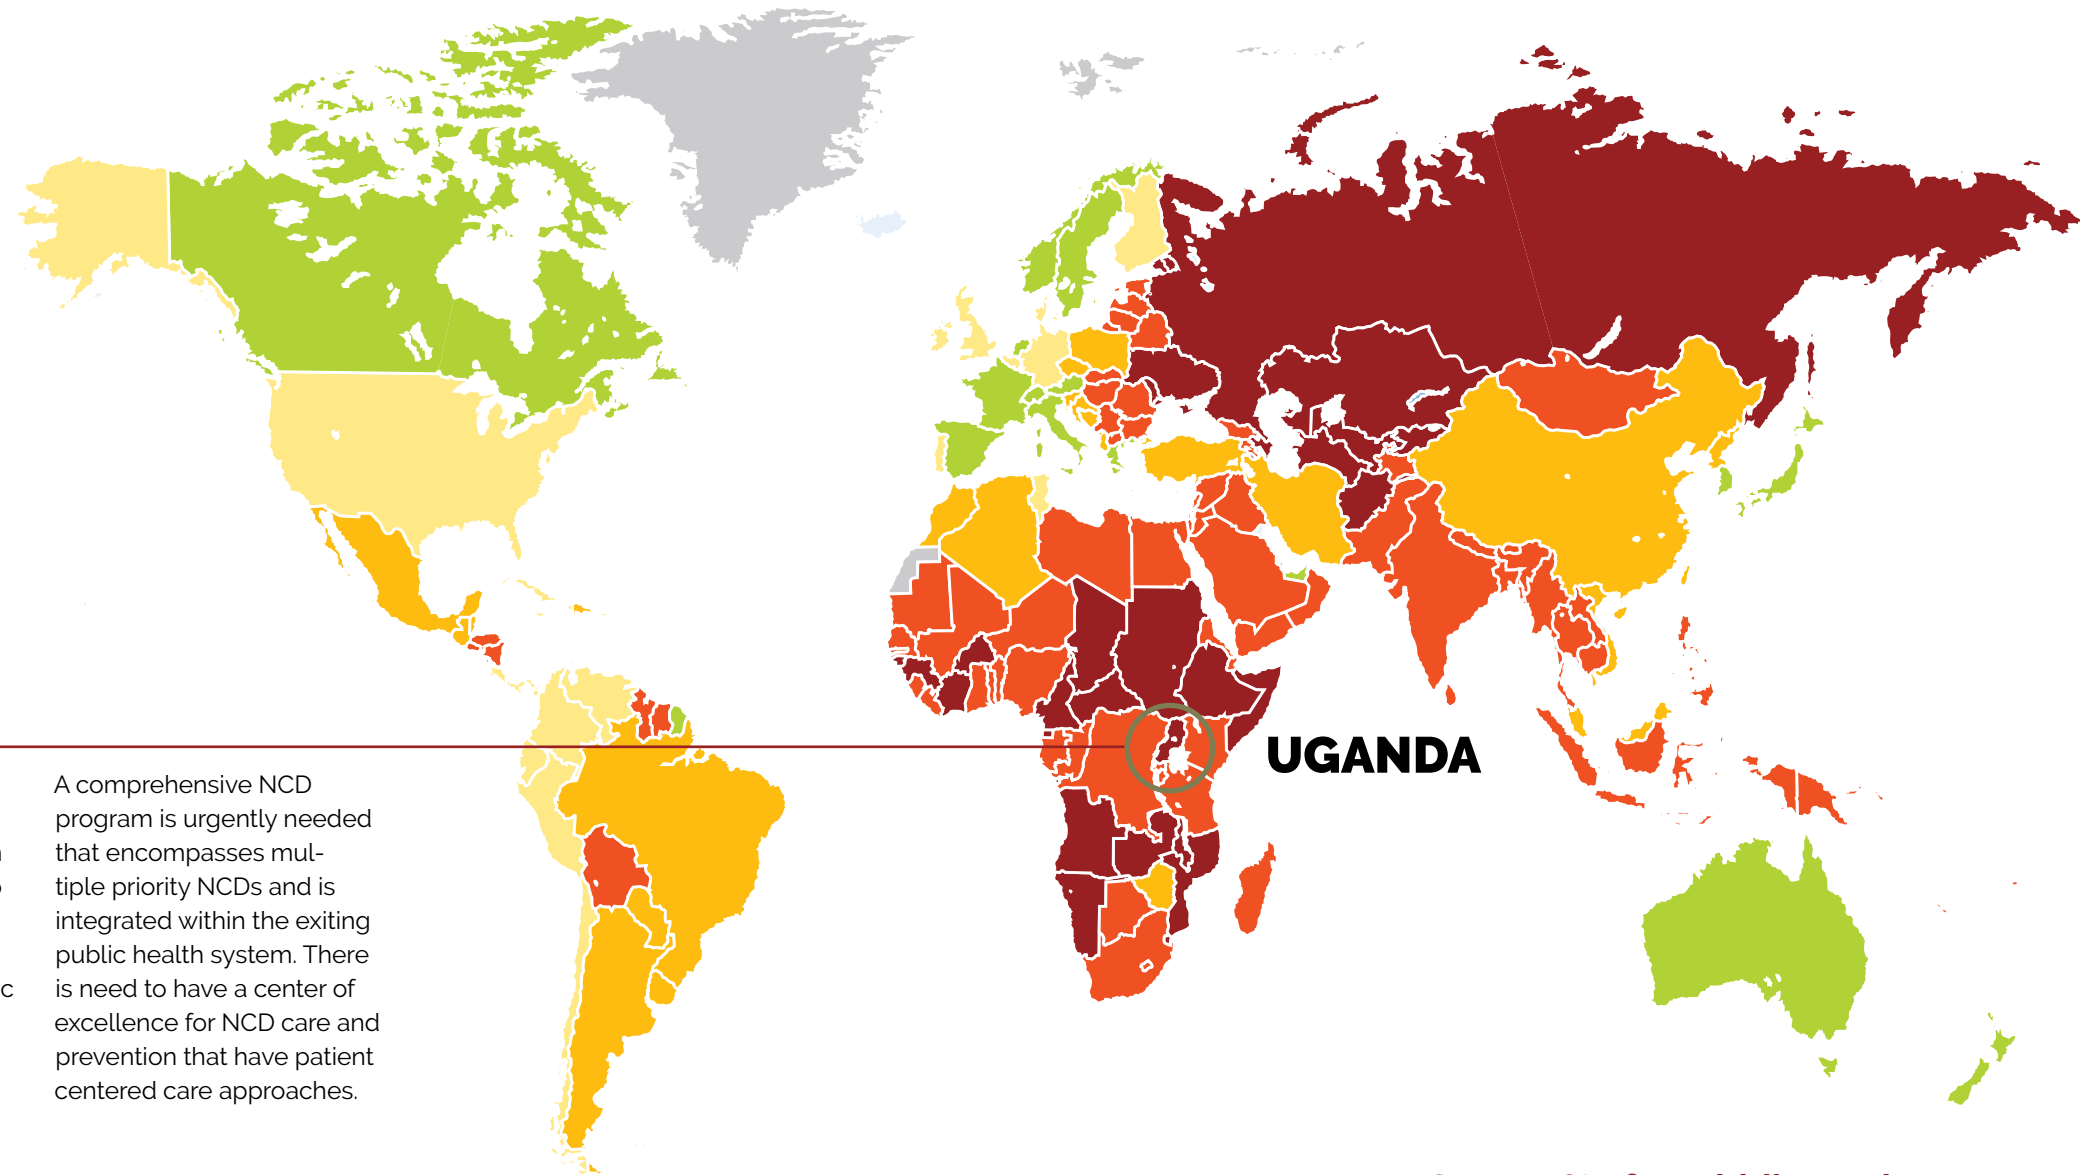 UGANDA
A comprehensive NCD
program is urgently needed
that encompasses mul-
tiple priority NCDs and is
integrated within the exiting
public health system. There
is need to have a center of
excellence for NCD care and
prevention that have patient
centered care approaches.